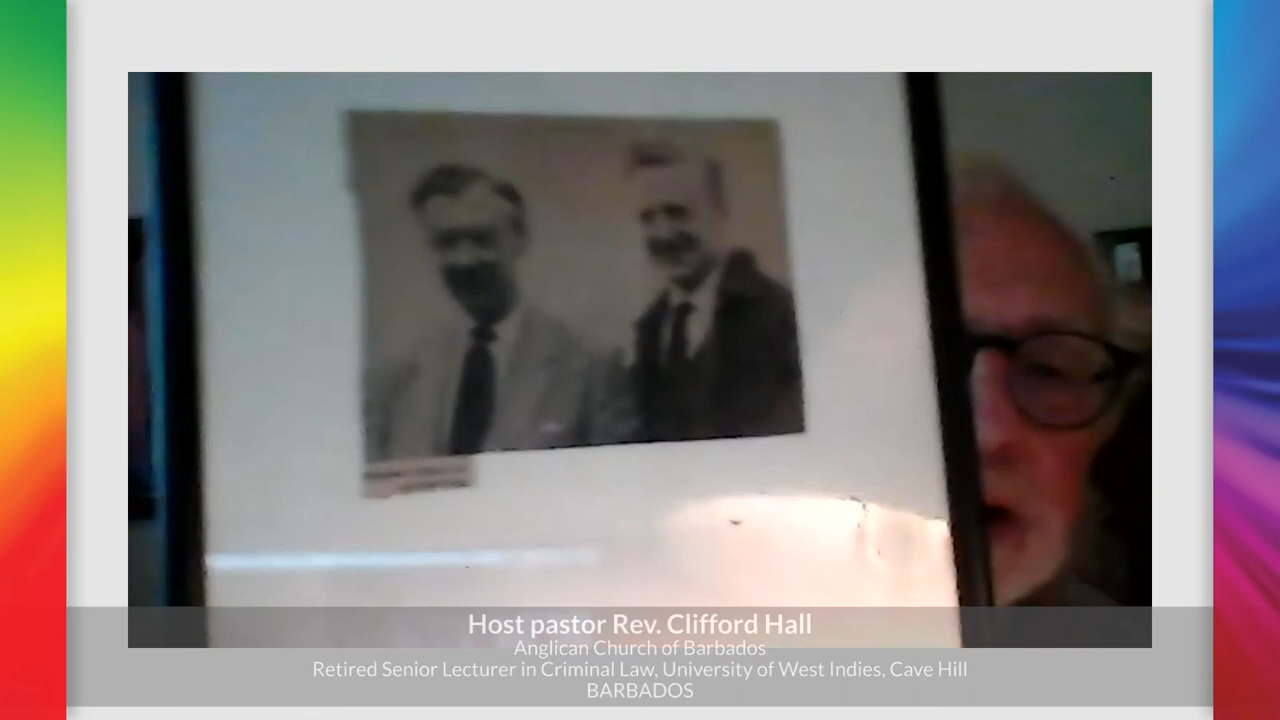 Host pastor Rev. Clifford Hall
Anglican Church of Barbados
Retired Senior Lecturer in Criminal Law, University of West Indies, Cave Hill
BARBADOS